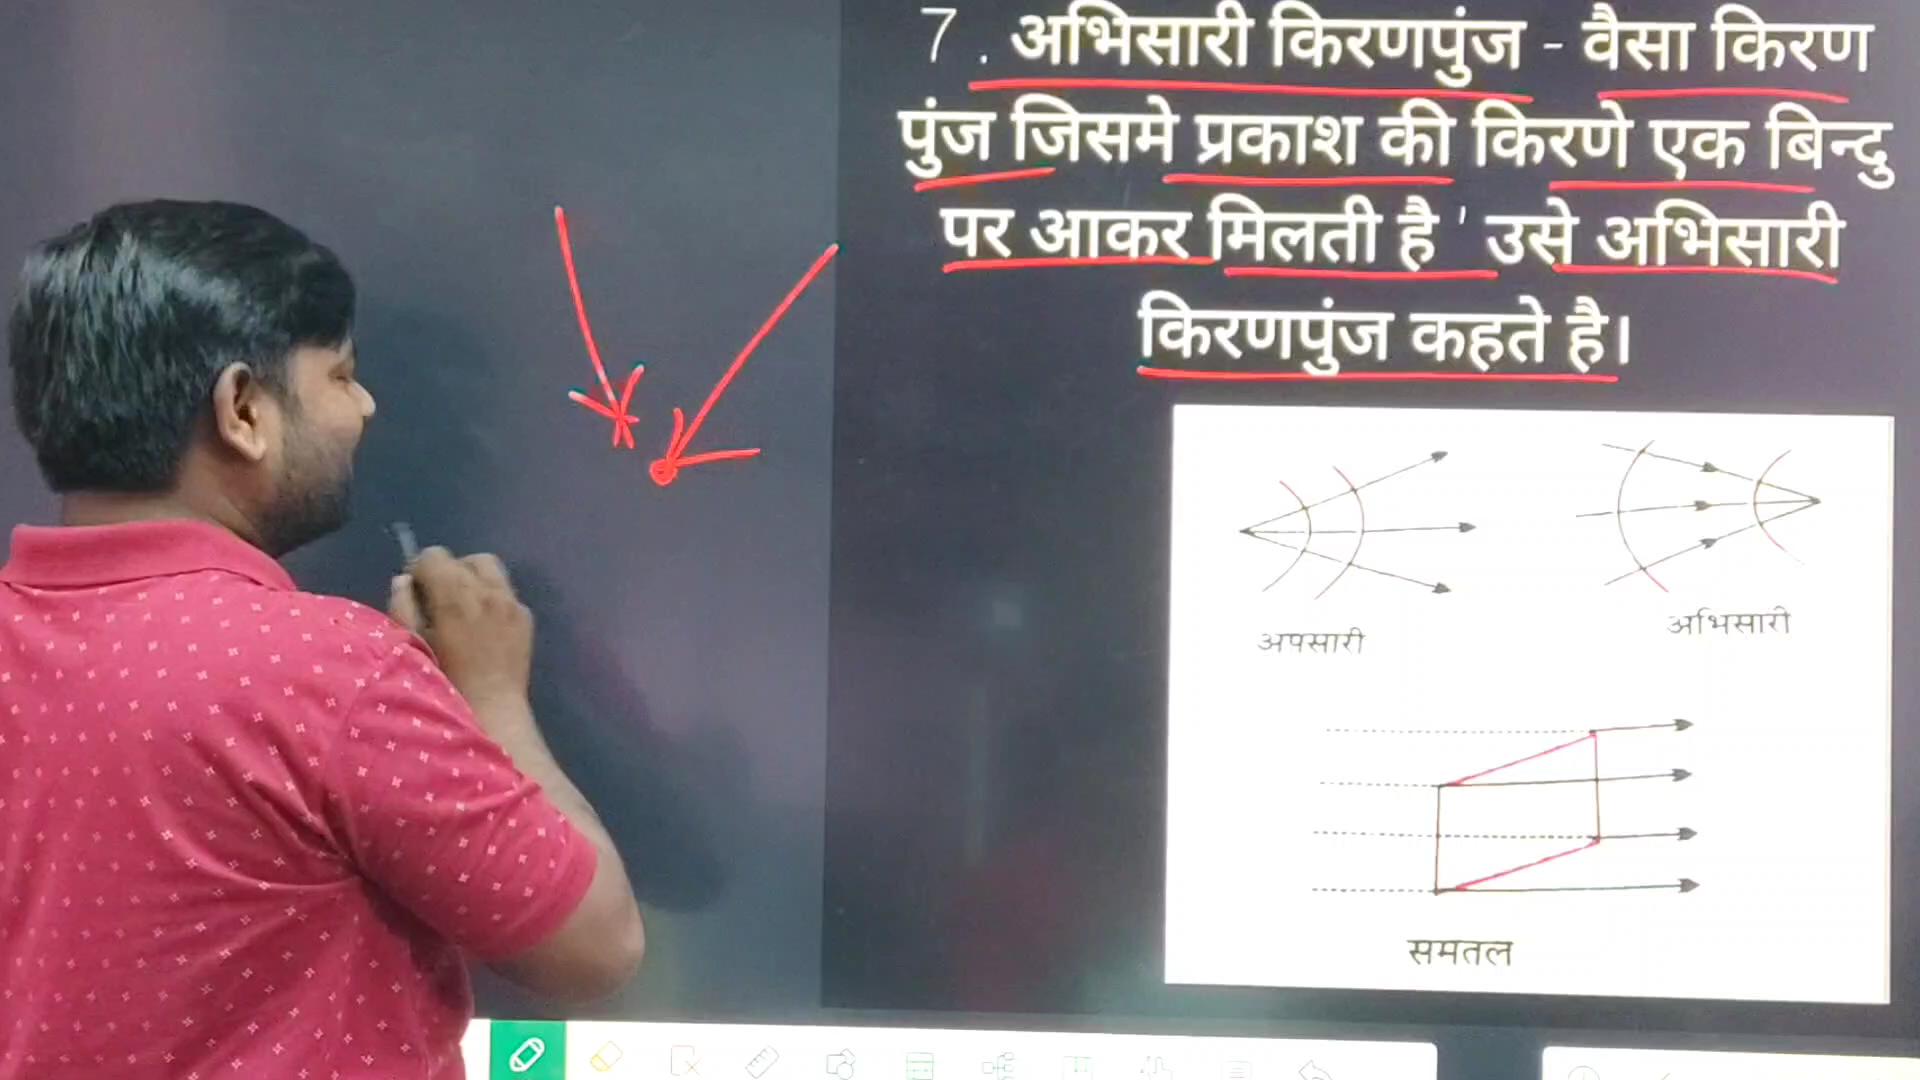 7 . अभिसारी किरणपुंज - वैसा किरण
पुंज जिसमे प्रकाश की किरणे एक बिन्दु
पर आकर मिलती है ' उसे अभिसारी
किरणपुंज कहते है।
अपसारी
अभिसारी
समतल